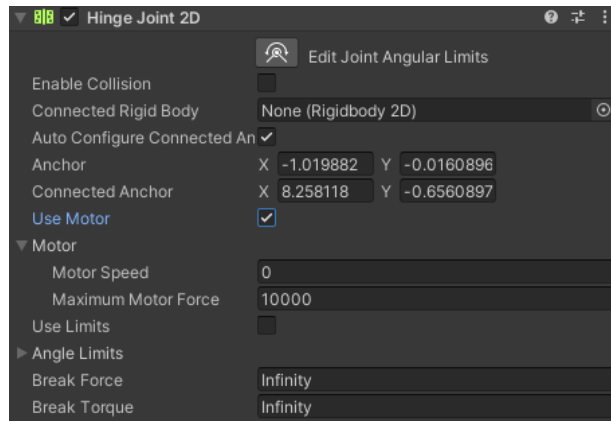 Hinge Joint 2D
Edit Joint Angular Limits
Enable Collision
Connected Rigid Body None (Rigidbody 2D)
Auto Configure Connected An
Anchor X -1.019882 Y -0.0160896
Connected Anchor X 8.258118 Y -0.6560897
Use Motor
Motor
Motor Speed 0
Maximum Motor Force 10000
Use Limits
Angle Limits
Break Force Infinity
Break Torque Infinity